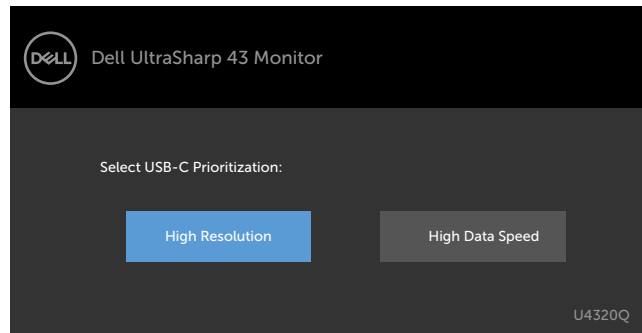 DELL Dell UltraSharp 43 Monitor
Select USB-C Prioritization:
High Resolution High Data Speed
U4320Q